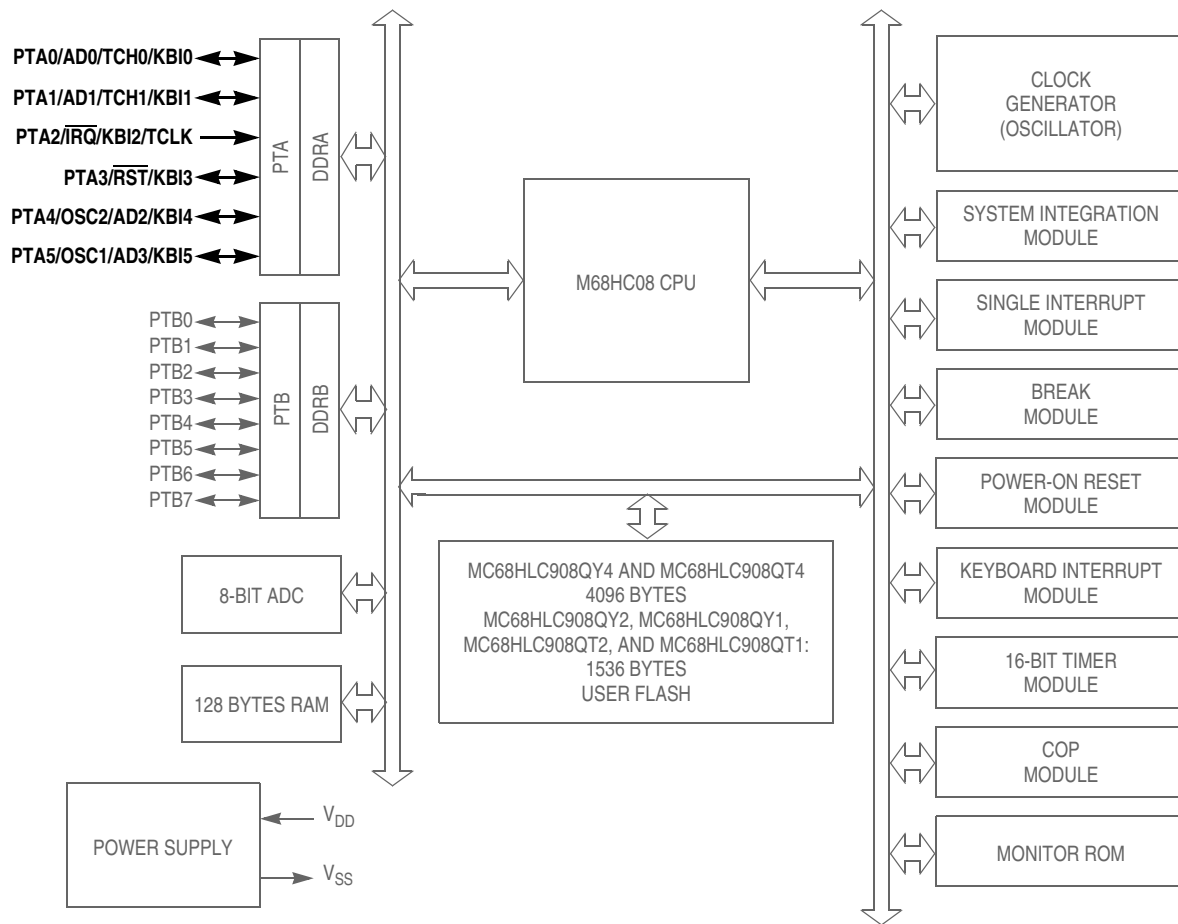 PTA0/AD0/TCH0/KBI0
PTA1/AD1/TCH1/KBI1
PTA2/I̅R̅Q̅/KBI2/TCLK
PTA3/R̅S̅T̅/KBI3
PTA4/OSC2/AD2/KBI4
PTA5/OSC1/AD3/KBI5
PTA
DDRA
PTB0
PTB1
PTB2
PTB3
PTB4
PTB5
PTB6
PTB7
PTB
DDRB
8-BIT ADC
128 BYTES RAM
POWER SUPPLY
V_DD
V_SS
M68HC08 CPU
MC68HLC908QY4 AND MC68HLC908QT4
4096 BYTES
MC68HLC908QY2, MC68HLC908QY1,
MC68HLC908QT2, AND MC68HLC908QT1:
1536 BYTES
USER FLASH
CLOCK
GENERATOR
(OSCILLATOR)
SYSTEM INTEGRATION
MODULE
SINGLE INTERRUPT
MODULE
BREAK
MODULE
POWER-ON RESET
MODULE
KEYBOARD INTERRUPT
MODULE
16-BIT TIMER
MODULE
COP
MODULE
MONITOR ROM